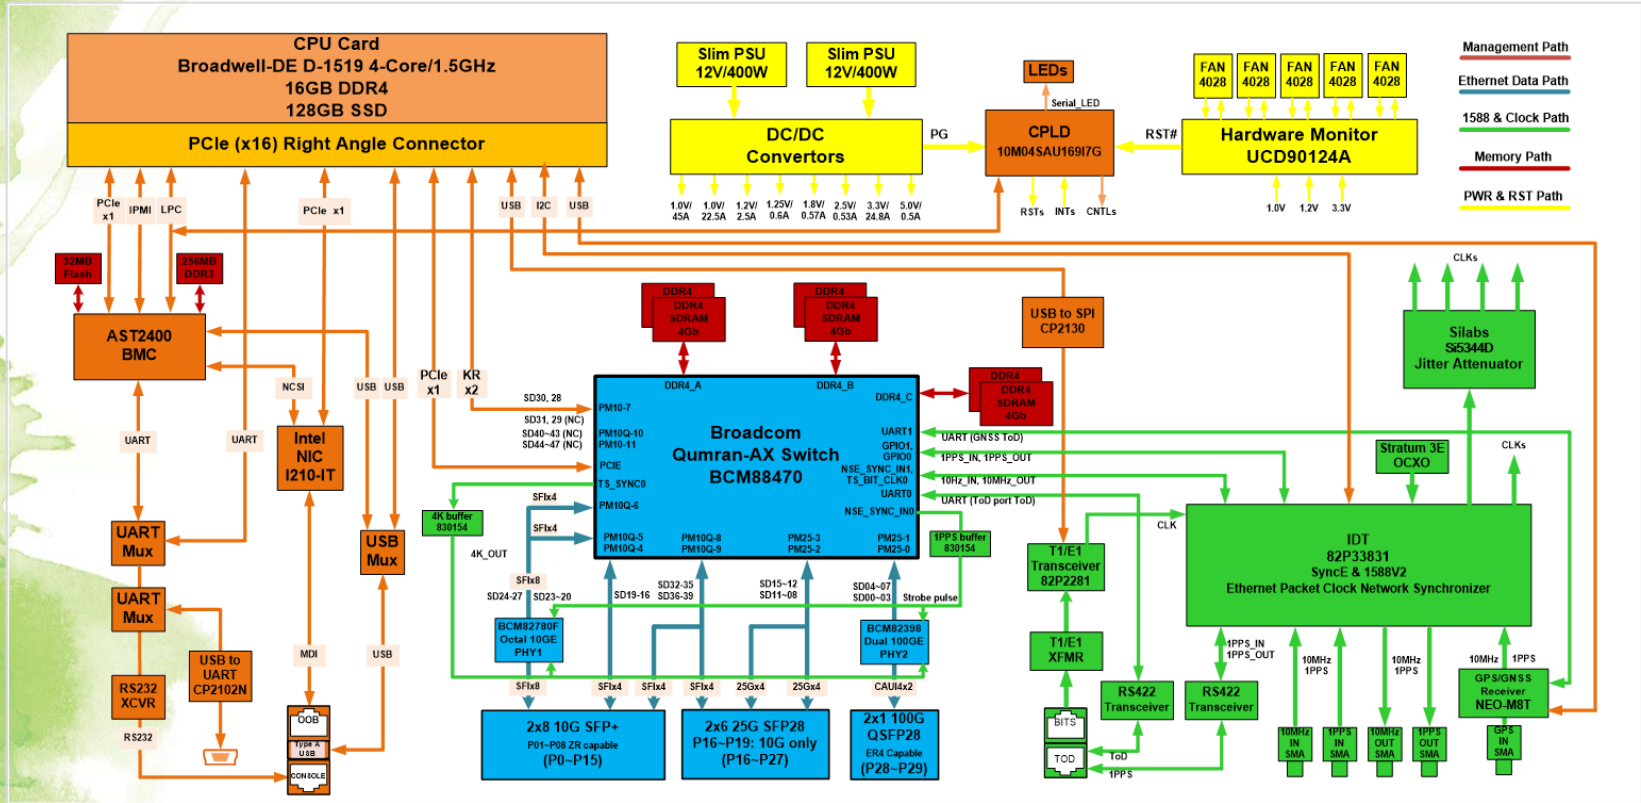 CPU Card
Broadwell-DE D-1519 4-Core/1.5GHz
16GB DDR4
128GB SSD
PCIe (x16) Right Angle Connector
Slim PSU
12V/400W
Slim PSU
12V/400W
DC/DC
Convertors
PG
1.0V/
45A
1.0V/
22.5A
1.2V/
2.5A
1.25V/
0.6A
1.8V/
0.57A
2.5V/
0.53A
3.3V/
24.8A
5.0V/
0.5A
LEDs
Serial_LED
CPLD
10M04SAU169I7G
RSTs
INTs
CNTLs
RST#
FAN
4028
FAN
4028
FAN
4028
FAN
4028
FAN
4028
Hardware Monitor
UCD90124A
1.0V
1.2V
3.3V
Management Path
Ethernet Data Path
1588 & Clock Path
Memory Path
PWR & RST Path
PCIe
x1
IPMI
LPC
PCIe x1
USB
I2C
USB
32MB
Flash
256MB
DDR3
AST2400
BMC
NCSI
USB
USB
PCIe
x1
KR
x2
UART
UART
Intel
NIC
I210-IT
UART
Mux
UART
Mux
USB
Mux
USB to
UART
CP2102N
RS232
XCVR
RS232
MDI
USB
OOB
Type A
USB
CONSOLE
DDR4
DDR4
SDRAM
4Gb
DDR4
DDR4
SDRAM
4Gb
DDR4
DDR4
SDRAM
4Gb
DDR4_A
DDR4_B
DDR4_C
Broadcom
Qumran-AX Switch
BCM88470
SD30, 28
SD31, 29 (NC)
SD40~43 (NC)
SD44~47 (NC)
PM10-7
PM10Q-10
PM10-11
PCIE
TS_SYNC0
PM10Q-6
PM10Q-5
PM10Q-4
PM10Q-8
PM10Q-9
PM25-3
PM25-2
PM25-1
PM25-0
UART1
GPIO1,
GPIO0
NSE_SYNC_IN1,
TS_BIT_CLK0
UART0
NSE_SYNC_IN0
UART (GNSS ToD)
1PPS_IN, 1PPS_OUT
10Hz_IN, 10MHz_OUT
UART (ToD port ToD)
4K buffer
830154
4K_OUT
SFIx4
SFIx4
SFIx8
SD24-27
SD23~20
SD19-16
SD32-35
SD36-39
SD15~12
SD11~08
SD04~07
SD00~03
Strobe pulse
1PPS buffer
830154
BCM82780F
Octal 10GE
PHY1
BCM82398
Dual 100GE
PHY2
SFIx8
SFIx4
SFIx4
SFIx4
25Gx4
25Gx4
CAUI4x2
2x8 10G SFP+
P01~P08 ZR capable
(P0~P15)
2x6 25G SFP28
P16~P19: 10G only
(P16~P27)
2x1 100G
QSFP28
ER4 Capable
(P28~P29)
USB to SPI
CP2130
T1/E1
Transceiver
82P2281
T1/E1
XFMR
BITS
TOD
ToD
1PPS
RS422
Transceiver
RS422
Transceiver
CLK
1PPS_IN
1PPS_OUT
CLKs
Silabs
Si5344D
Jitter Attenuator
Stratum 3E
OCXO
CLKs
IDT
82P33831
SyncE & 1588V2
Ethernet Packet Clock Network Synchronizer
10MHz
1PPS
10MHz
1PPS
10MHz
1PPS
GPS/GNSS
Receiver
NEO-M8T
10MHz
IN
SMA
1PPS
IN
SMA
10MHz
OUT
SMA
1PPS
OUT
SMA
GPS
IN
SMA